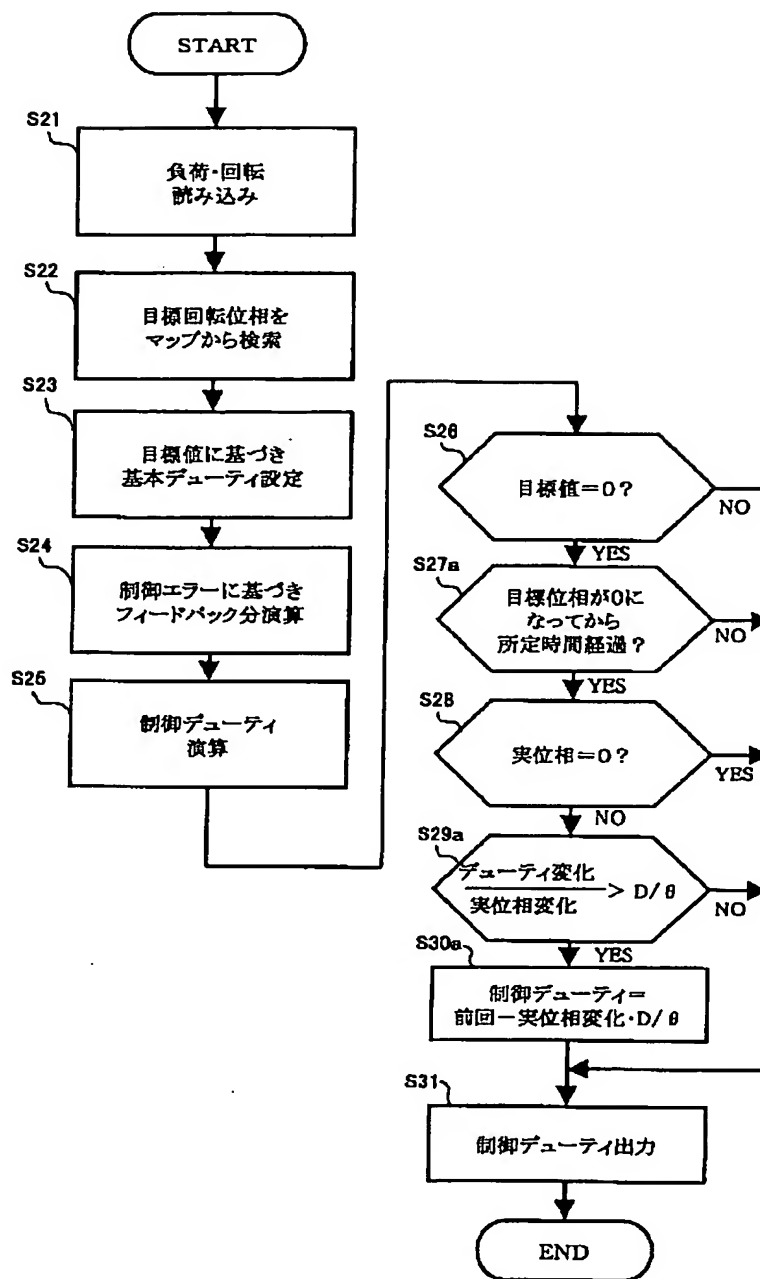 START
S21
負荷・回転
読み込み
S22
目標回転位相を
マップから検索
S23
目標値に基づき
基本デューティ設定
S24
制御エラーに基づき
フィードバック分演算
S25
制御デューティ
演算
S26
目標値=0?
NO
YES
S27a
目標位相が0に
なってから
所定時間経過?
NO
YES
S28
実位相=0?
YES
NO
S29a
デューティ変化
実位相変化
> D/θ
NO
YES
S30a
制御デューティ=
前回-実位相変化・D/θ
S31
制御デューティ出力
END